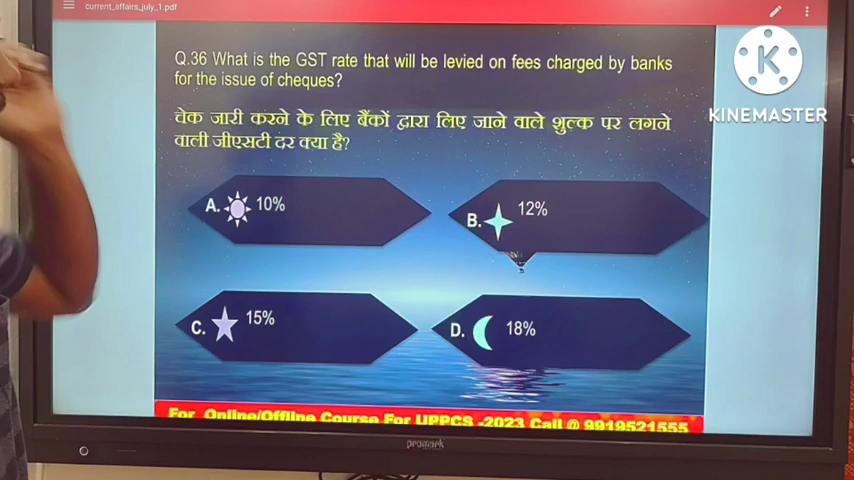 current_affairs_july_1.pdf
Q.36 What is the GST rate that will be levied on fees charged by banks
for the issue of cheques?
चेक जारी करने के लिए बैंकों द्वारा लिए जाने वाले शुल्क पर लगने
वाली जीएसटी दर क्या है?
A. 10%
B. 12%
C. 15%
D. 18%
For Online/Offline Course For UPPCS -2023 Call @ 9919521555
promark
K
KINEMASTER